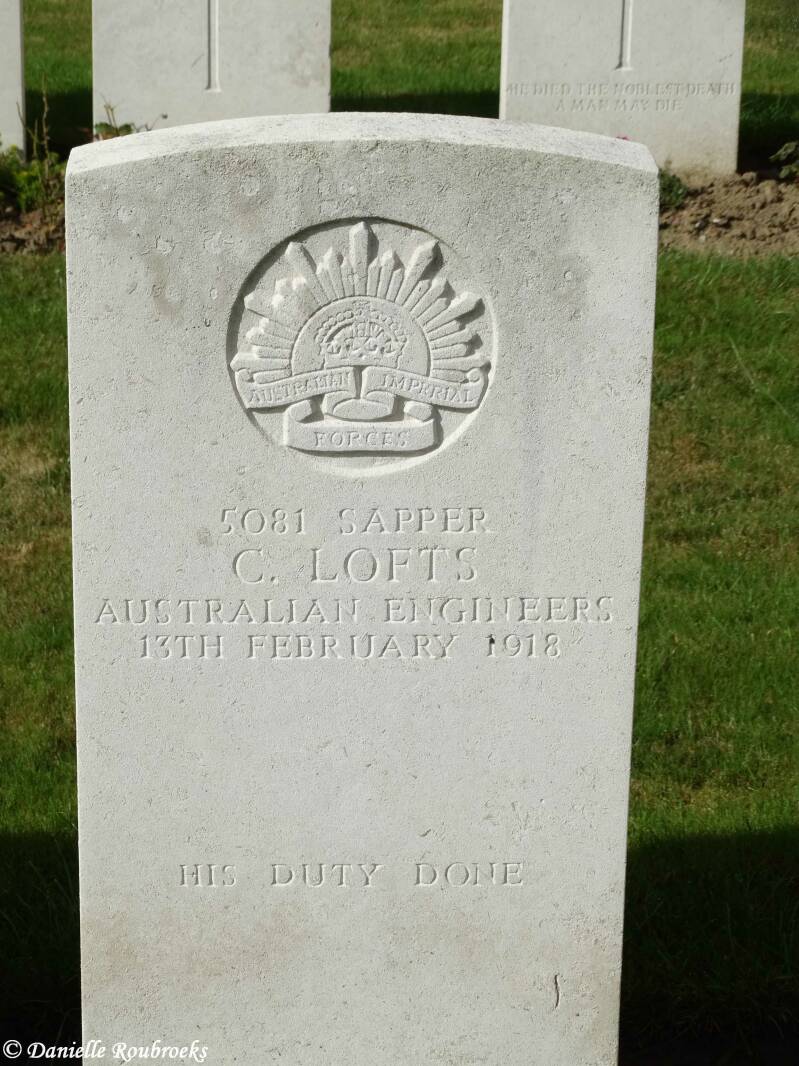 HE DIED THE NOBLEST DEATH
A MAN MAY DIE
AUSTRALIAN IMPERIAL
FORCES
5081 SAPPER
C. LOFTS
AUSTRALIAN ENGINEERS
13TH FEBRUARY 1918
HIS DUTY DONE
© Danielle Roubroeks